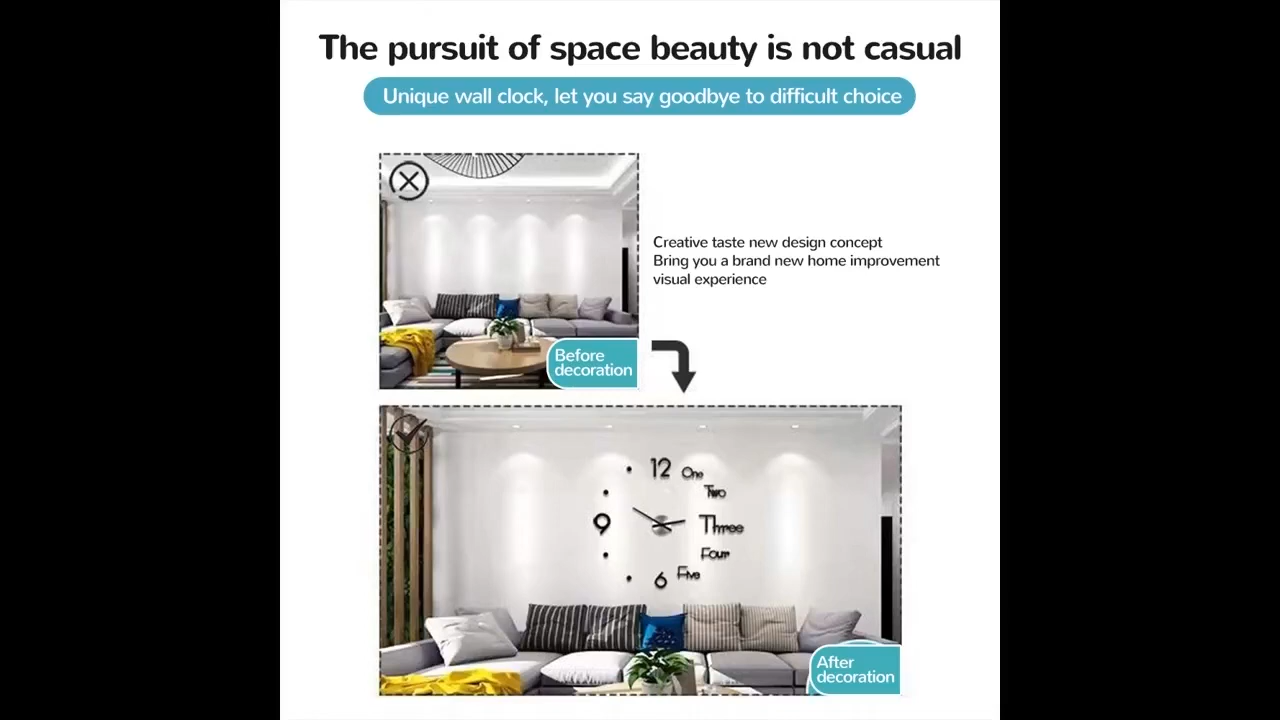 The pursuit of space beauty is not casual
Unique wall clock, let you say goodbye to difficult choice
Creative taste new design concept
Bring you a brand new home improvement
visual experience
Before
decoration
12
One
Two
9
Three
Four
Five
6
After
decoration